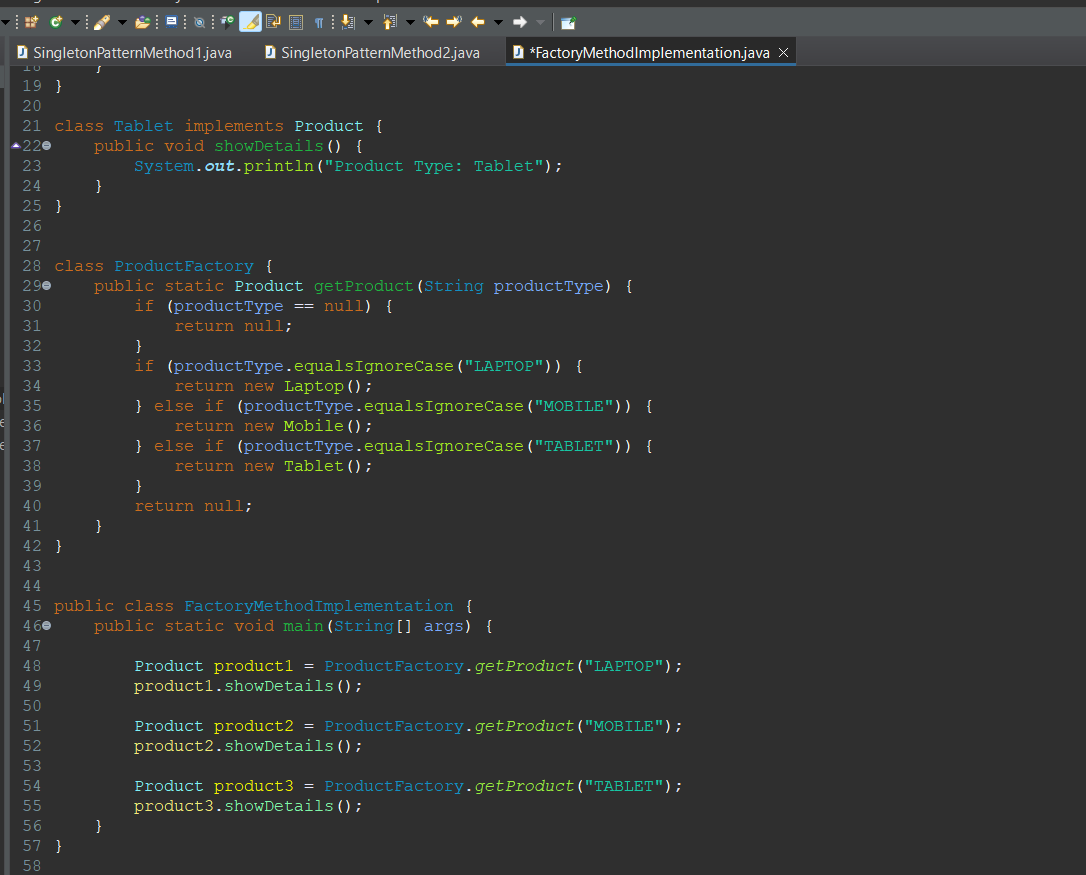 SingletonPatternMethod1.java SingletonPatternMethod2.java *FactoryMethodImplementation.java
18 }
19 }
20
21 class Tablet implements Product {
22 public void showDetails() {
23 System.out.println("Product Type: Tablet");
24 }
25 }
26
27
28 class ProductFactory {
29 public static Product getProduct(String productType) {
30 if (productType == null) {
31 return null;
32 }
33 if (productType.equalsIgnoreCase("LAPTOP")) {
34 return new Laptop();
35 } else if (productType.equalsIgnoreCase("MOBILE")) {
36 return new Mobile();
37 } else if (productType.equalsIgnoreCase("TABLET")) {
38 return new Tablet();
39 }
40 return null;
41 }
42 }
43
44
45 public class FactoryMethodImplementation {
46 public static void main(String[] args) {
47
48 Product product1 = ProductFactory.getProduct("LAPTOP");
49 product1.showDetails();
50
51 Product product2 = ProductFactory.getProduct("MOBILE");
52 product2.showDetails();
53
54 Product product3 = ProductFactory.getProduct("TABLET");
55 product3.showDetails();
56 }
57 }
58